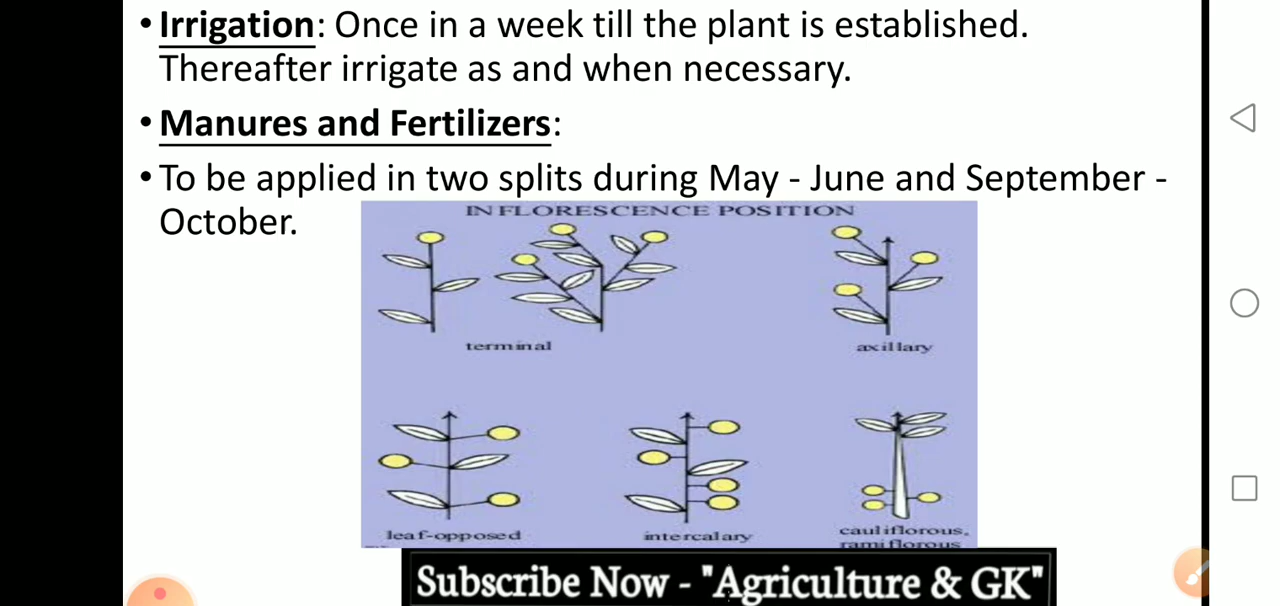 • Irrigation: Once in a week till the plant is established.
Thereafter irrigate as and when necessary.
• Manures and Fertilizers:
• To be applied in two splits during May - June and September -
October.
INFLORESCENCE POSITION
terminal
axillary
leaf-opposed
intercalary
cauliflorous,
ramiflorous
Subscribe Now - "Agriculture & GK"